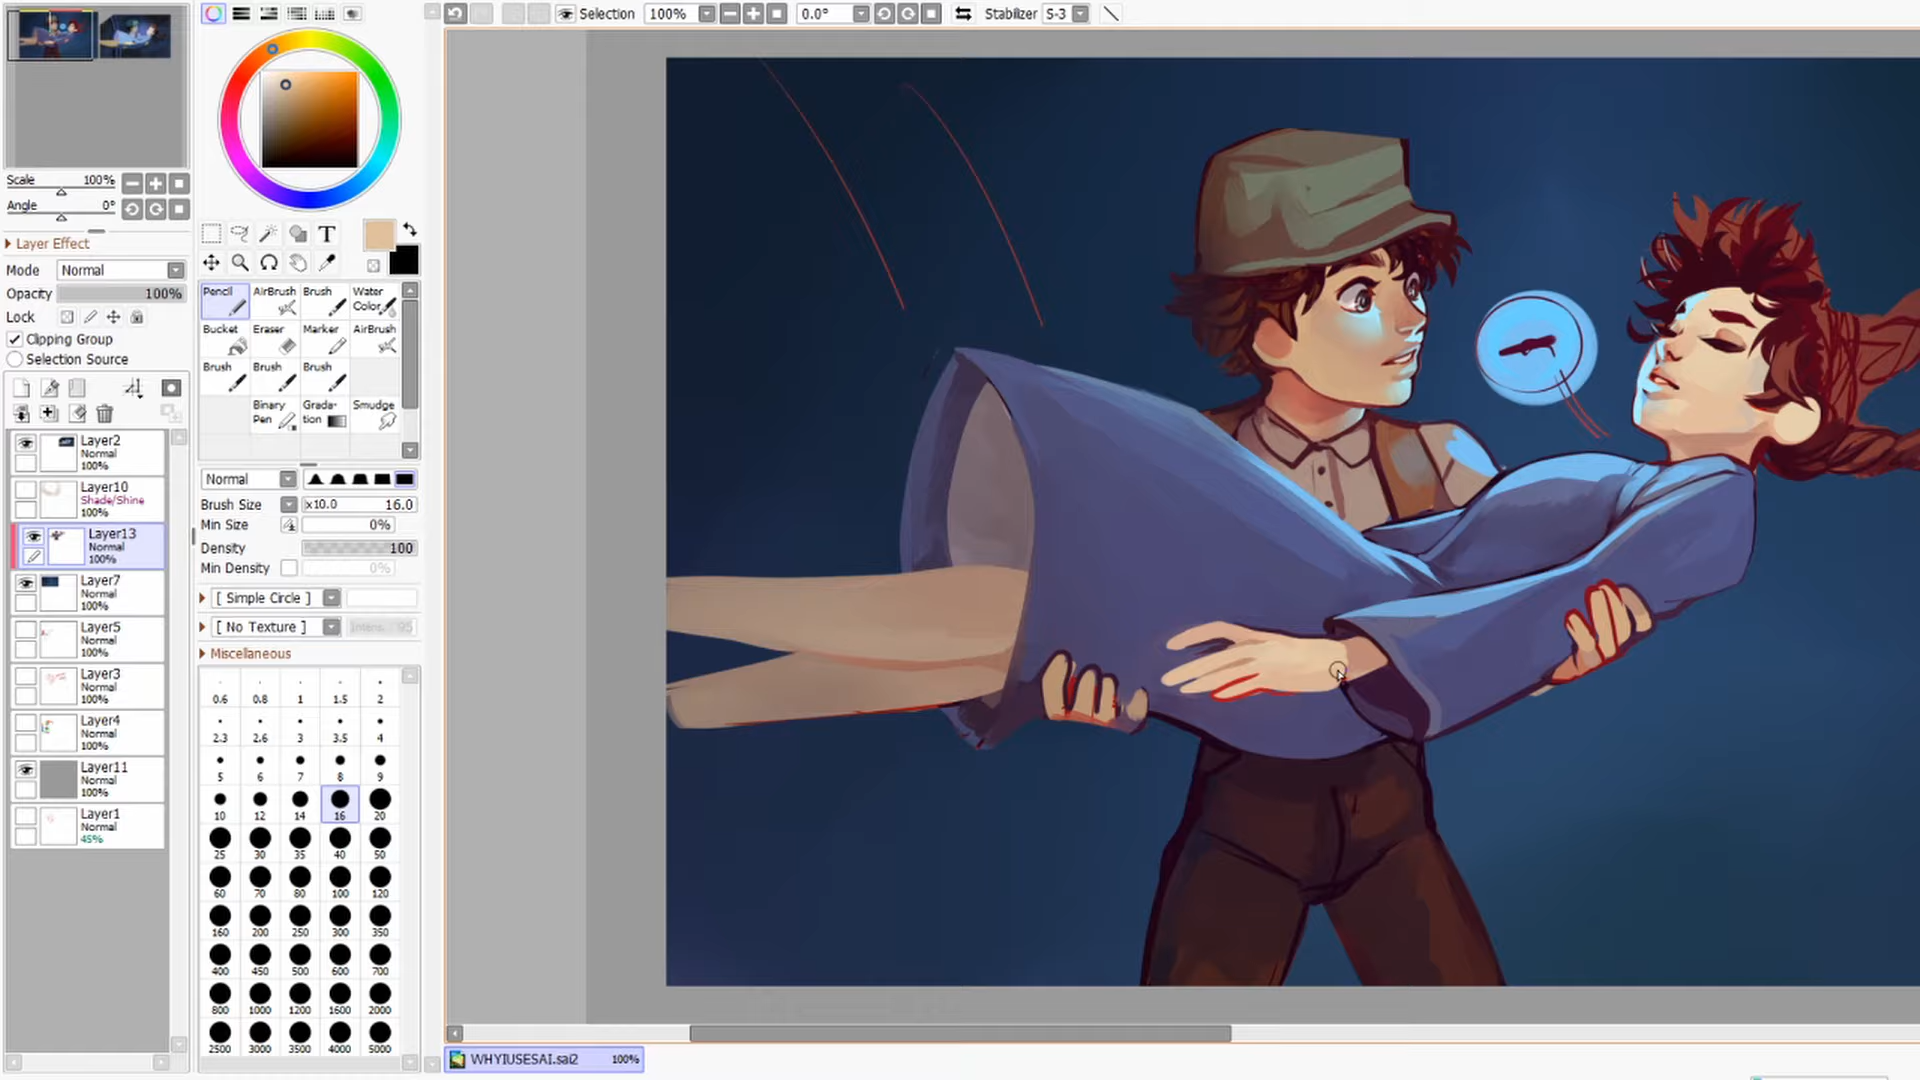 Selection 100% 0.0° Stabilizer S-3
Scale 100%
Angle 0°
Layer Effect
Mode Normal
Opacity 100%
Lock
Clipping Group
Selection Source
Layer2
Normal
100%
Layer10
Shade/Shine
100%
Layer13
Normal
100%
Layer7
Normal
100%
Layer5
Normal
100%
Layer3
Normal
100%
Layer4
Normal
100%
Layer11
Normal
100%
Layer1
Normal
45%
T
Pencil AirBrush Brush Water Color
Bucket Eraser Marker AirBrush
Brush Brush Brush
Binary Pen Grada-tion Smudge
Normal
Brush Size x10.0 16.0
Min Size 0%
Density 100
Min Density 0%
[ Simple Circle ]
[ No Texture ] Intens. 95
Miscellaneous
0.6 0.8 1 1.5 2
2.3 2.6 3 3.5 4
5 6 7 8 9
10 12 14 16 20
25 30 35 40 50
60 70 80 100 120
160 200 250 300 350
400 450 500 600 700
800 1000 1200 1600 2000
2500 3000 3500 4000 5000
WHYIUSESAI.sai2 100%